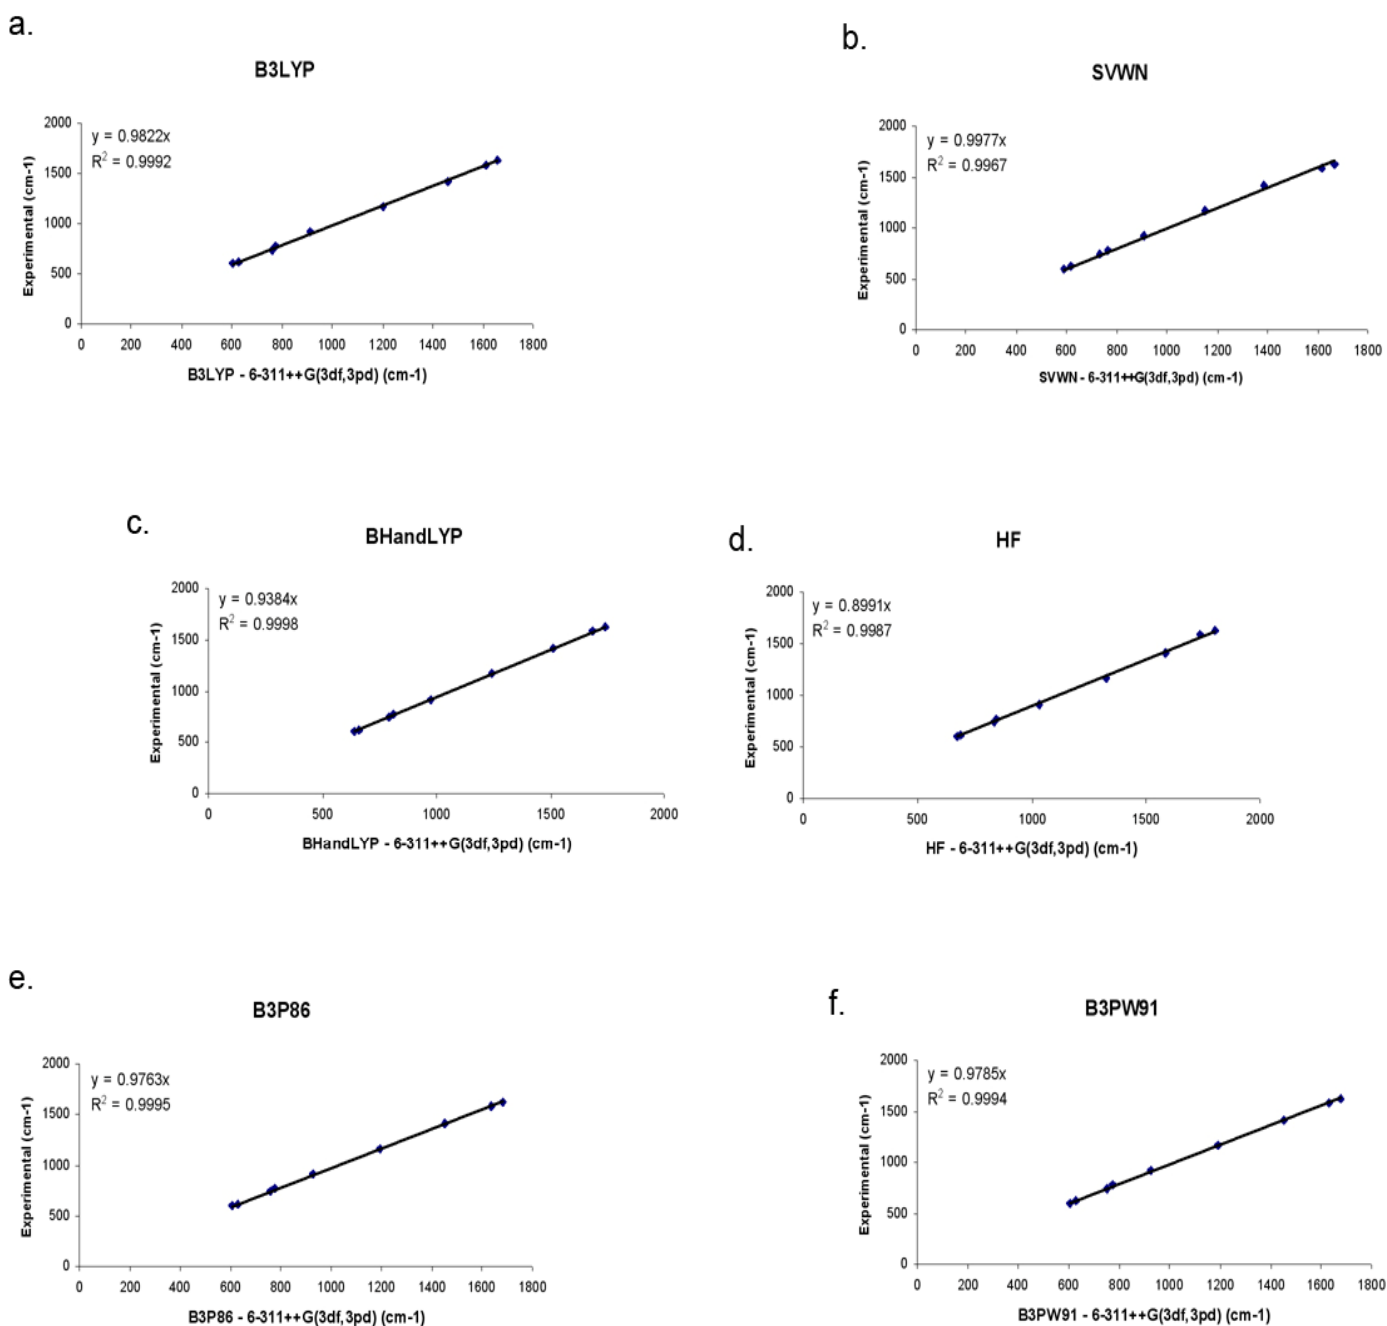 a.
B3LYP
y = 0.9822x
R² = 0.9992
2000
1500
1000
500
0
0 200 400 600 800 1000 1200 1400 1600 1800
Experimental (cm-1)
B3LYP - 6-311++G(3df,3pd) (cm-1)
b.
SVWN
y = 0.9977x
R² = 0.9967
2000
1500
1000
500
0
0 200 400 600 800 1000 1200 1400 1600 1800
Experimental (cm-1)
SVWN - 6-311++G(3df,3pd) (cm-1)
c.
BHandLYP
y = 0.9384x
R² = 0.9998
2000
1500
1000
500
0
0 500 1000 1500 2000
Experimental (cm-1)
BHandLYP - 6-311++G(3df,3pd) (cm-1)
d.
HF
y = 0.8991x
R² = 0.9987
2000
1500
1000
500
0
0 500 1000 1500 2000
Experimental (cm-1)
HF - 6-311++G(3df,3pd) (cm-1)
e.
B3P86
y = 0.9763x
R² = 0.9995
2000
1500
1000
500
0
0 200 400 600 800 1000 1200 1400 1600 1800
Experimental (cm-1)
B3P86 - 6-311++G(3df,3pd) (cm-1)
f.
B3PW91
y = 0.9785x
R² = 0.9994
2000
1500
1000
500
0
0 200 400 600 800 1000 1200 1400 1600 1800
Experimental (cm-1)
B3PW91 - 6-311++G(3df,3pd) (cm-1)